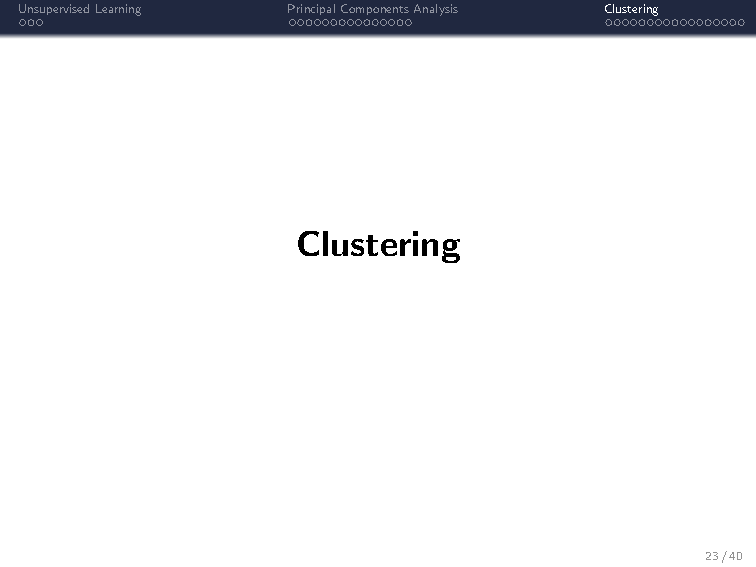 Unsupervised Learning Principal Components Analysis Clustering
Clustering
23 / 40